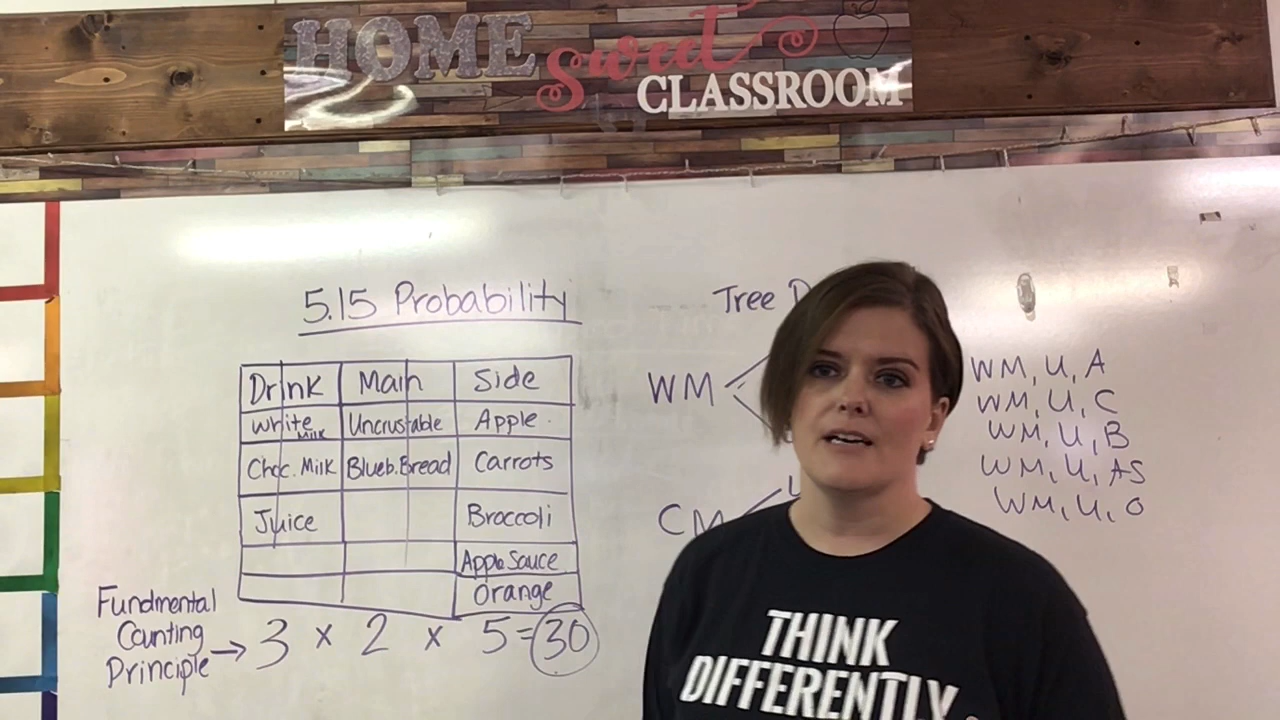 HOME Sweet
CLASSROOM
5.15 Probability
Drink Main Side
White Milk Uncrustable Apple
Choc. Milk Blueb.Bread Carrots
Juice Broccoli
Apple Sauce
Orange
Fundmental
Counting
Principle → 3 x 2 x 5 = 30
Tree D
WM
CM
U
WM, U, A
WM, U, C
WM, U, B
WM, U, AS
WM, U, O
THINK
DIFFERENTLY.